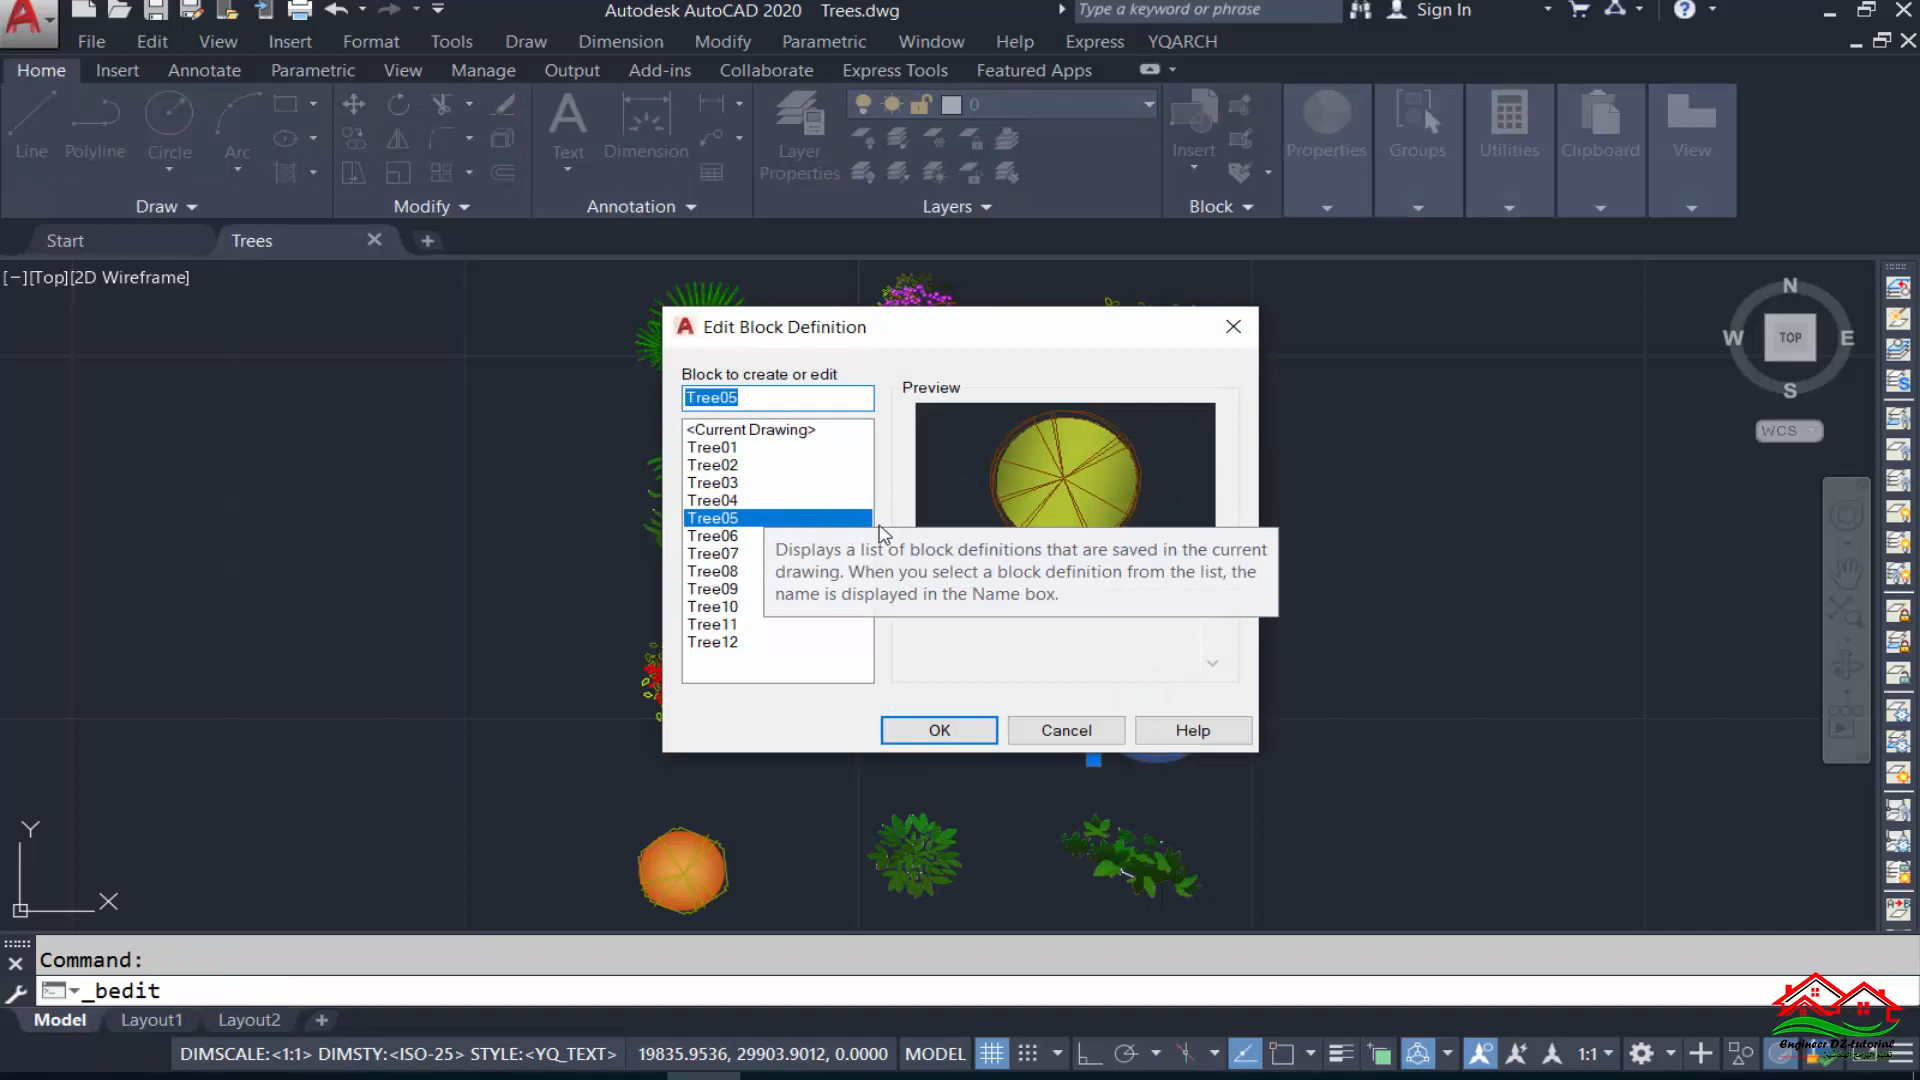 Autodesk AutoCAD 2020 Trees.dwg
Type a keyword or phrase
Sign In
File Edit View Insert Format Tools Draw Dimension Modify Parametric Window Help Express YQARCH
Home Insert Annotate Parametric View Manage Output Add-ins Collaborate Express Tools Featured Apps
0
Line Polyline Circle Arc Text Dimension Layer Properties Insert Properties Groups Utilities Clipboard View
Draw Modify Annotation Layers Block
Start Trees
[−][Top][2D Wireframe]
N
W TOP E
S
WCS
Edit Block Definition
Block to create or edit
Tree05
Preview
<Current Drawing>
Tree01
Tree02
Tree03
Tree04
Tree05
Tree06
Tree07
Tree08
Tree09
Tree10
Tree11
Tree12
Displays a list of block definitions that are saved in the current
drawing. When you select a block definition from the list, the
name is displayed in the Name box.
OK Cancel Help
Y
X
Command:
_bedit
Model Layout1 Layout2
DIMSCALE:<1:1> DIMSTY:<ISO-25> STYLE:<YQ_TEXT> 19835.9536, 29903.9012, 0.0000 MODEL 1:1
Engineer DZ-tutorial